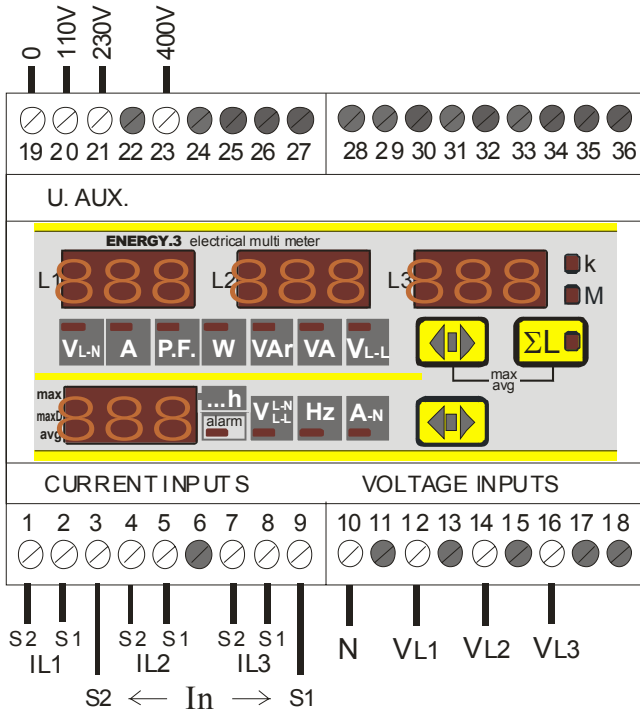 0 110V 230V 400V
19 20 21 22 23 24 25 26 27 28 29 30 31 32 33 34 35 36
U. AUX.
ENERGY.3 electrical multi meter
L1 888 L2 888 L3 888 k
M
VL-N A P.F. W VAr VA VL-L ΣL
max
avg
max
maxD
avg
888 ...h
alarm
V L-N
L-L
Hz A-N
CURRENT INPUTS VOLTAGE INPUTS
1 2 3 4 5 6 7 8 9 10 11 12 13 14 15 16 17 18
S2 S1 S2 S1 S2 S1 N VL1 VL2 VL3
IL1 IL2 IL3
S2 ← In → S1